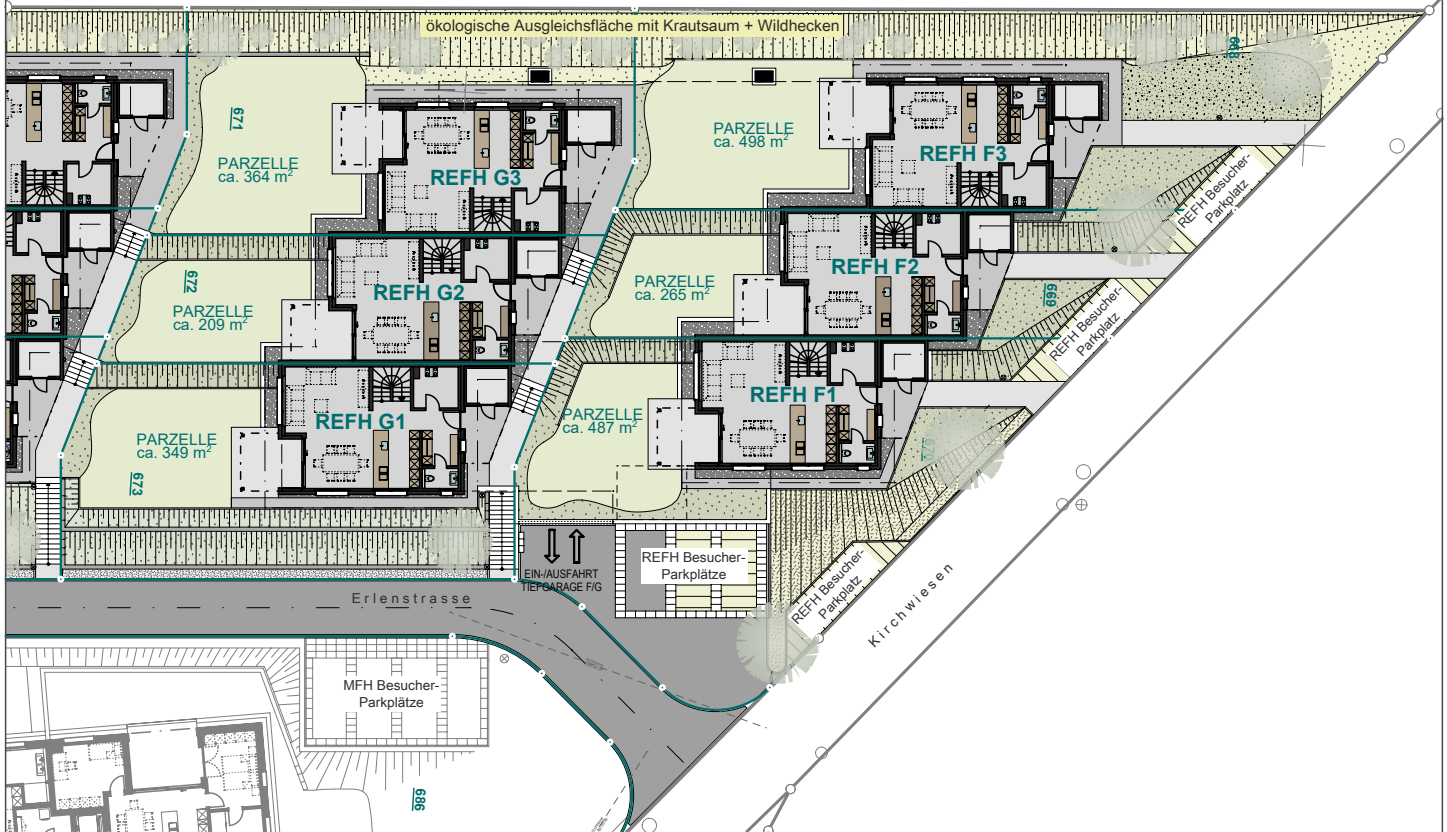 ökologische Ausgleichsfläche mit Krautsaum + Wildhecken
668
671
PARZELLE
ca. 364 m²
REFH G3
PARZELLE
ca. 498 m²
REFH F3
REFH Besucher-
Parkplatz
672
PARZELLE
ca. 209 m²
REFH G2
PARZELLE
ca. 265 m²
REFH F2
669
REFH Besucher-
Parkplatz
673
PARZELLE
ca. 349 m²
REFH G1
PARZELLE
ca. 487 m²
REFH F1
670
REFH Besucher-
Parkplatz
EIN-/AUSFAHRT
TIEFGARAGE F/G
REFH Besucher-
Parkplätze
Erlenstrasse
Kirchwiesen
MFH Besucher-
Parkplätze
686